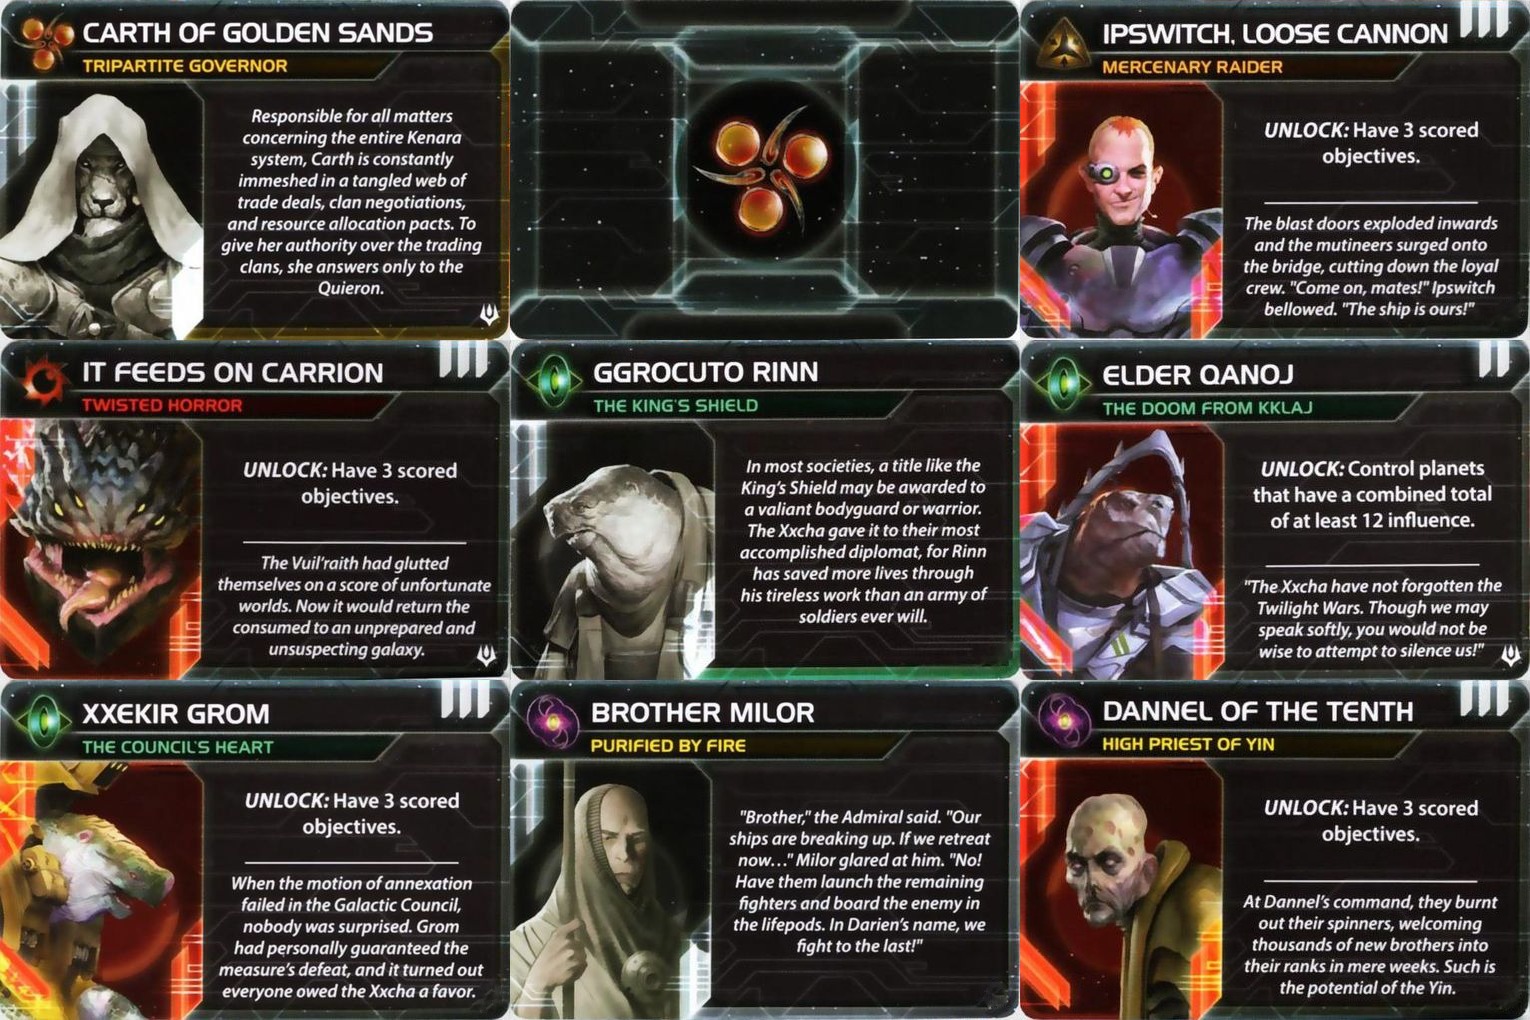 CARTH OF GOLDEN SANDS
TRIPARTITE GOVERNOR
Responsible for all matters
concerning the entire Kenara
system, Carth is constantly
immeshed in a tangled web of
trade deals, clan negotiations,
and resource allocation pacts. To
give her authority over the trading
clans, she answers only to the
Quieron.
IPSWITCH, LOOSE CANNON
MERCENARY RAIDER
UNLOCK: Have 3 scored
objectives.
The blast doors exploded inwards
and the mutineers surged onto
the bridge, cutting down the loyal
crew. "Come on, mates!" Ipswitch
bellowed. "The ship is ours!"
IT FEEDS ON CARRION
TWISTED HORROR
UNLOCK: Have 3 scored
objectives.
The Vuil'raith had glutted
themselves on a score of unfortunate
worlds. Now it would return the
consumed to an unprepared and
unsuspecting galaxy.
GGROCUTO RINN
THE KING'S SHIELD
In most societies, a title like the
King's Shield may be awarded to
a valiant bodyguard or warrior.
The Xxcha gave it to their most
accomplished diplomat, for Rinn
has saved more lives through
his tireless work than an army of
soldiers ever will.
ELDER QANOJ
THE DOOM FROM KKLAJ
UNLOCK: Control planets
that have a combined total
of at least 12 influence.
"The Xxcha have not forgotten the
Twilight Wars. Though we may
speak softly, you would not be
wise to attempt to silence us!"
XXEKIR GROM
THE COUNCIL'S HEART
UNLOCK: Have 3 scored
objectives.
When the motion of annexation
failed in the Galactic Council,
nobody was surprised. Grom
had personally guaranteed the
measure's defeat, and it turned out
everyone owed the Xxcha a favor.
BROTHER MILOR
PURIFIED BY FIRE
"Brother," the Admiral said. "Our
ships are breaking up. If we retreat
now…" Milor glared at him. "No!
Have them launch the remaining
fighters and board the enemy in
the lifepods. In Darien's name, we
fight to the last!"
DANNEL OF THE TENTH
HIGH PRIEST OF YIN
UNLOCK: Have 3 scored
objectives.
At Dannel's command, they burnt
out their spinners, welcoming
thousands of new brothers into
their ranks in mere weeks. Such is
the potential of the Yin.